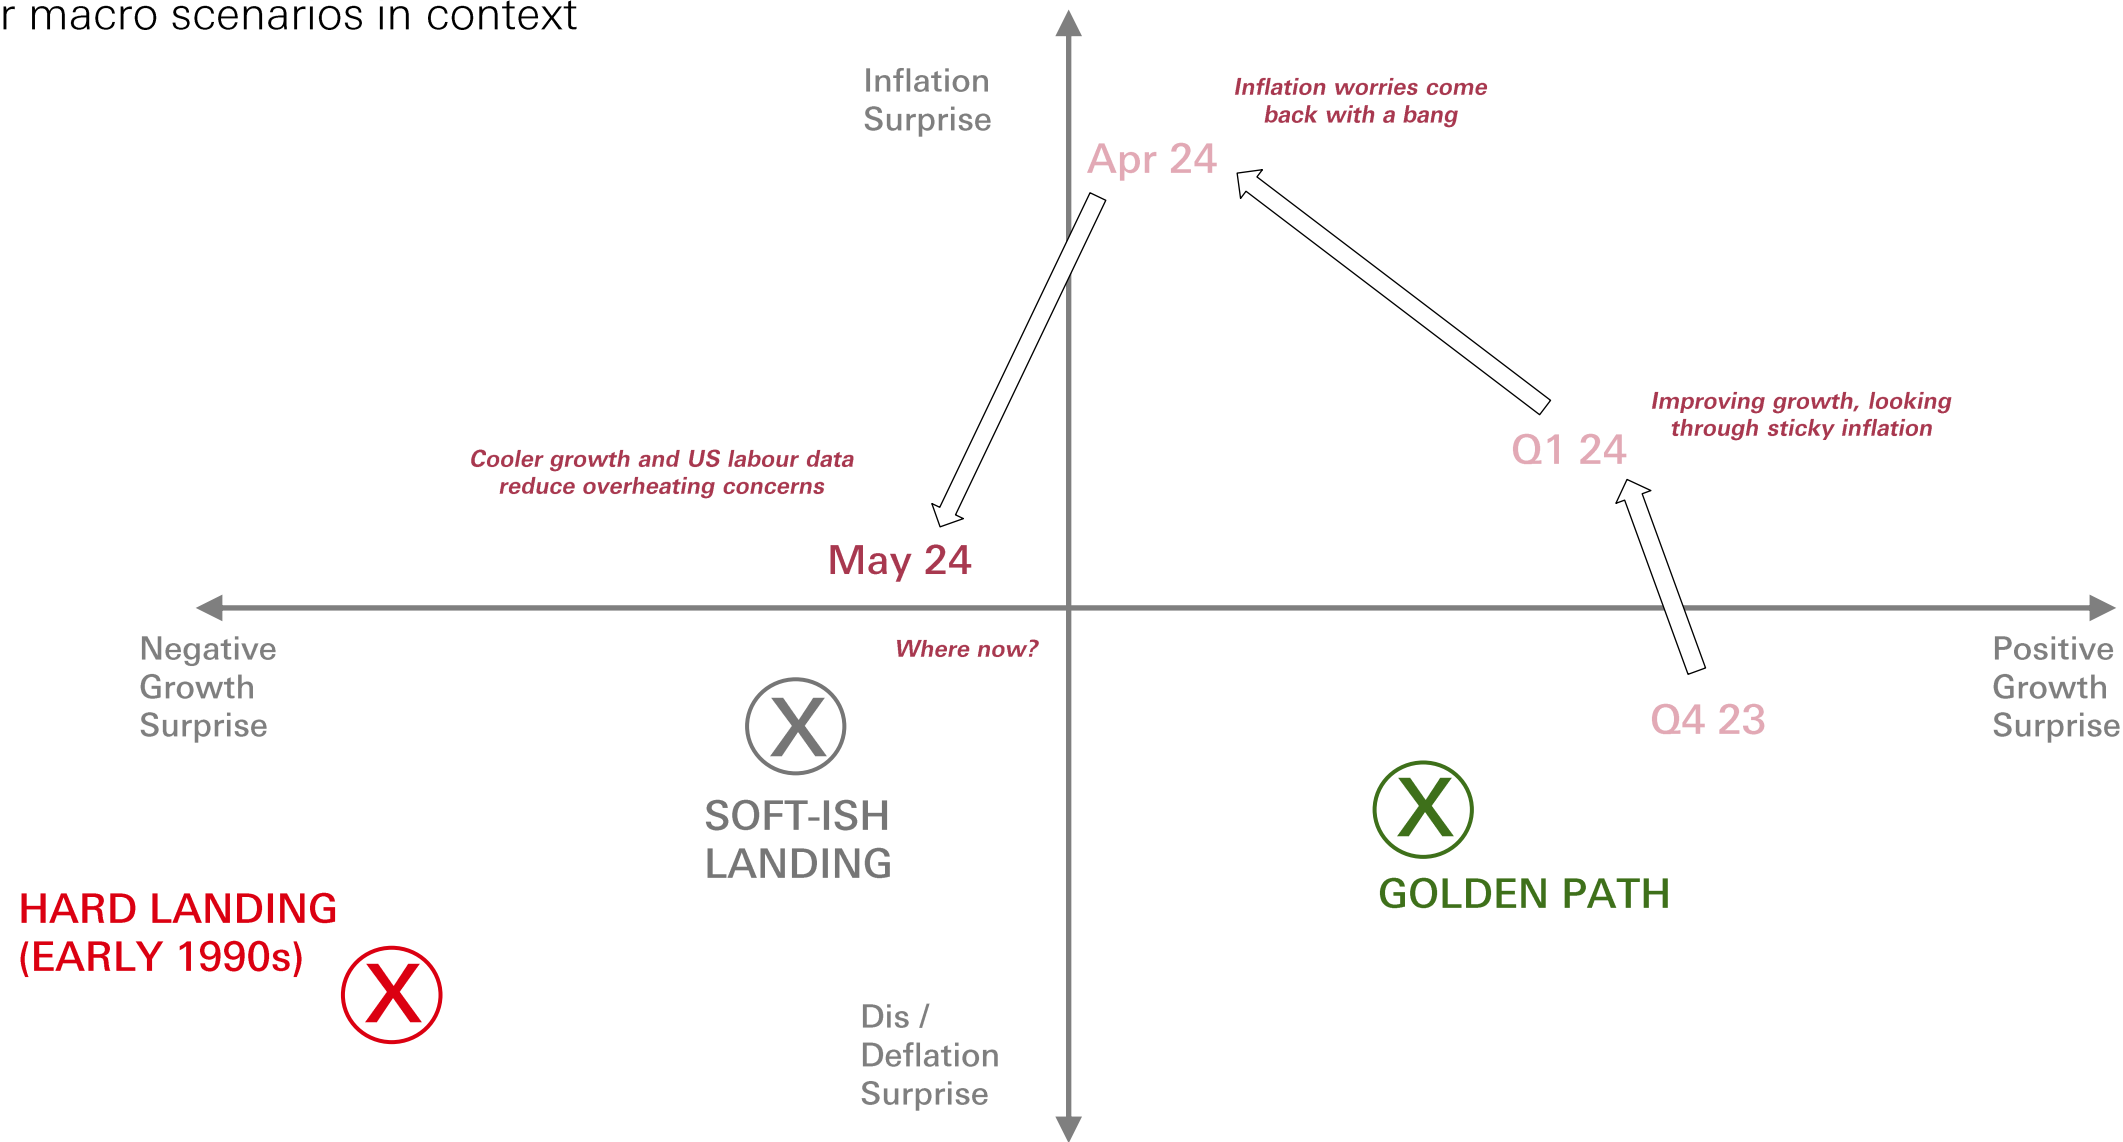 r macro scenarios in context
Inflation
Surprise
Inflation worries come
back with a bang
Apr 24
Improving growth, looking
through sticky inflation
Q1 24
Cooler growth and US labour data
reduce overheating concerns
May 24
Negative
Growth
Surprise
Where now?
Positive
Growth
Surprise
Q4 23
X
SOFT-ISH
LANDING
X
GOLDEN PATH
HARD LANDING
(EARLY 1990s)
X
Dis /
Deflation
Surprise